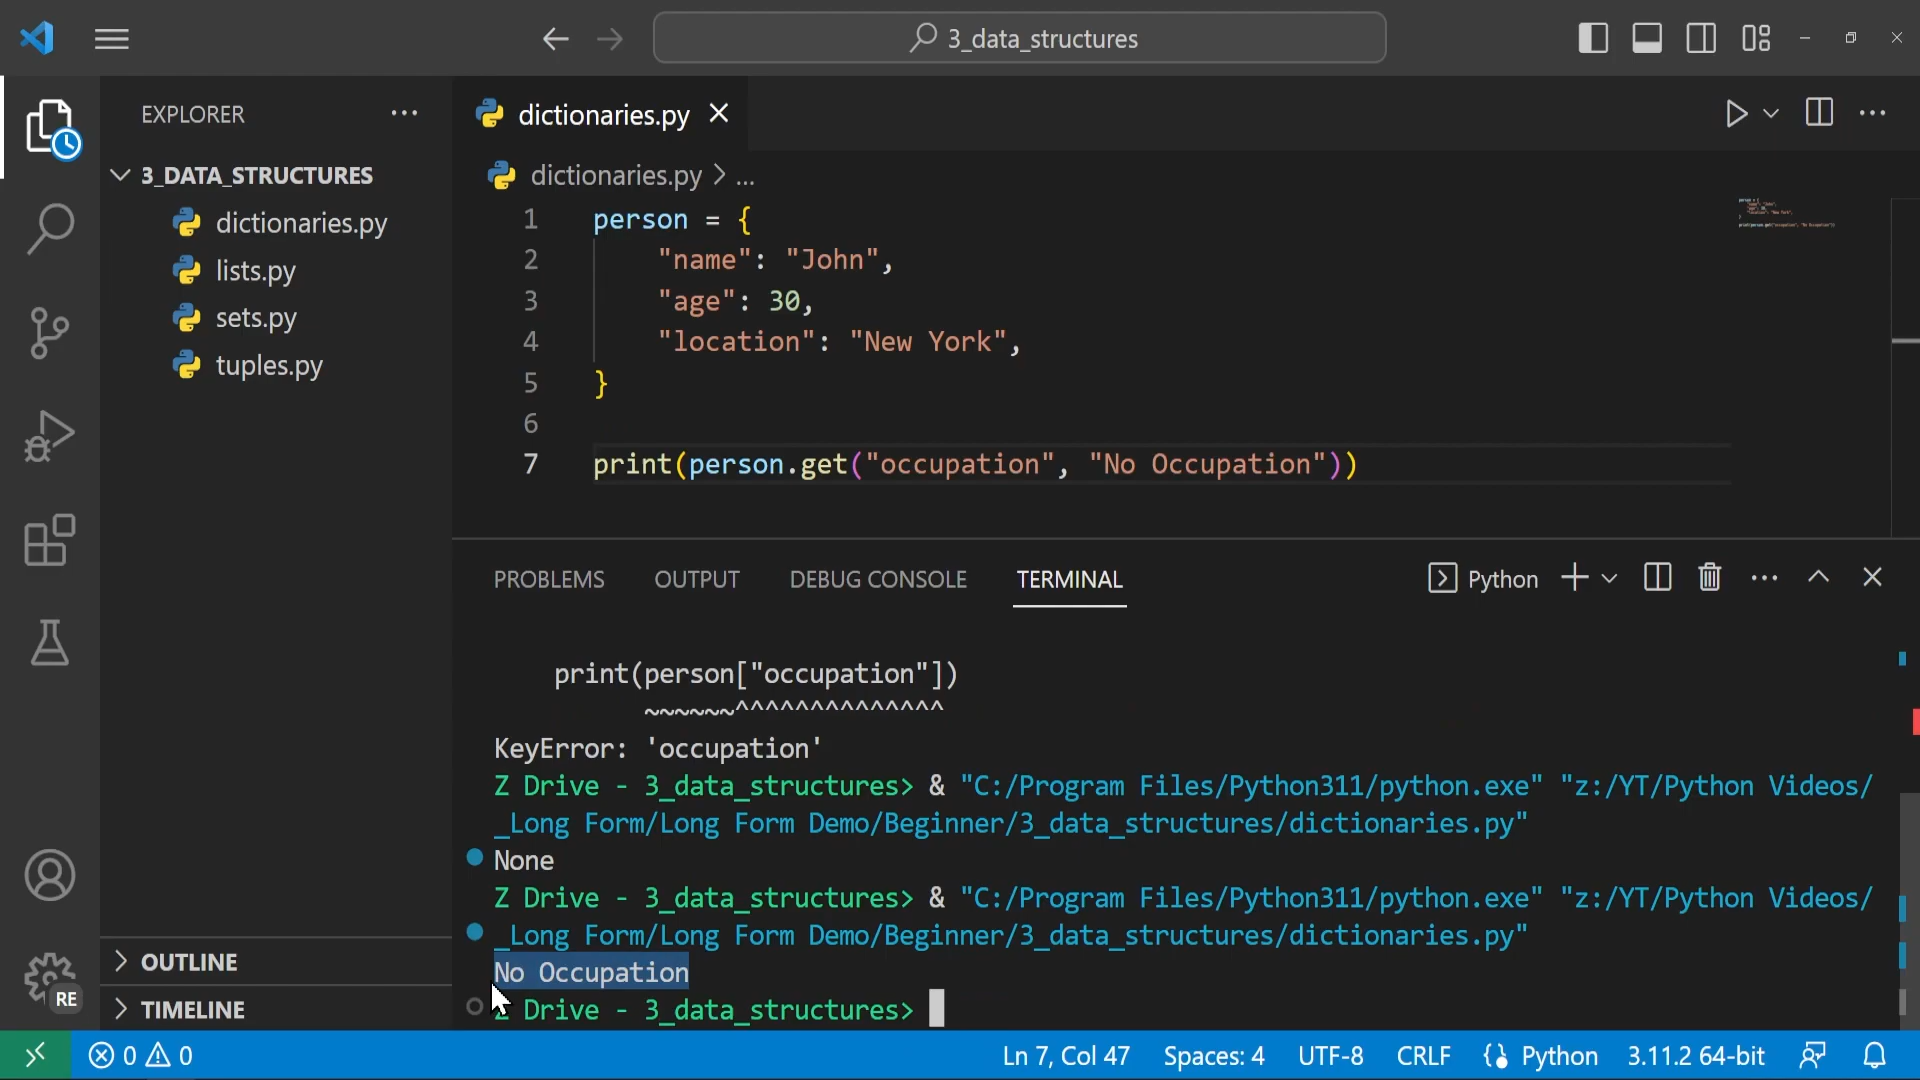 3_data_structures
EXPLORER
3_DATA_STRUCTURES
dictionaries.py
lists.py
sets.py
tuples.py
OUTLINE
TIMELINE
RE
dictionaries.py
dictionaries.py > ...
1 person = {
2 "name": "John",
3 "age": 30,
4 "location": "New York",
5 }
6
7 print(person.get("occupation", "No Occupation"))
PROBLEMS OUTPUT DEBUG CONSOLE TERMINAL
Python
print(person["occupation"])
~~~~~~^^^^^^^^^^^^^^
KeyError: 'occupation'
Z Drive - 3_data_structures> & "C:/Program Files/Python311/python.exe" "z:/YT/Python Videos/
_Long Form/Long Form Demo/Beginner/3_data_structures/dictionaries.py"
None
Z Drive - 3_data_structures> & "C:/Program Files/Python311/python.exe" "z:/YT/Python Videos/
_Long Form/Long Form Demo/Beginner/3_data_structures/dictionaries.py"
No Occupation
Z Drive - 3_data_structures>
0 0 Ln 7, Col 47 Spaces: 4 UTF-8 CRLF Python 3.11.2 64-bit